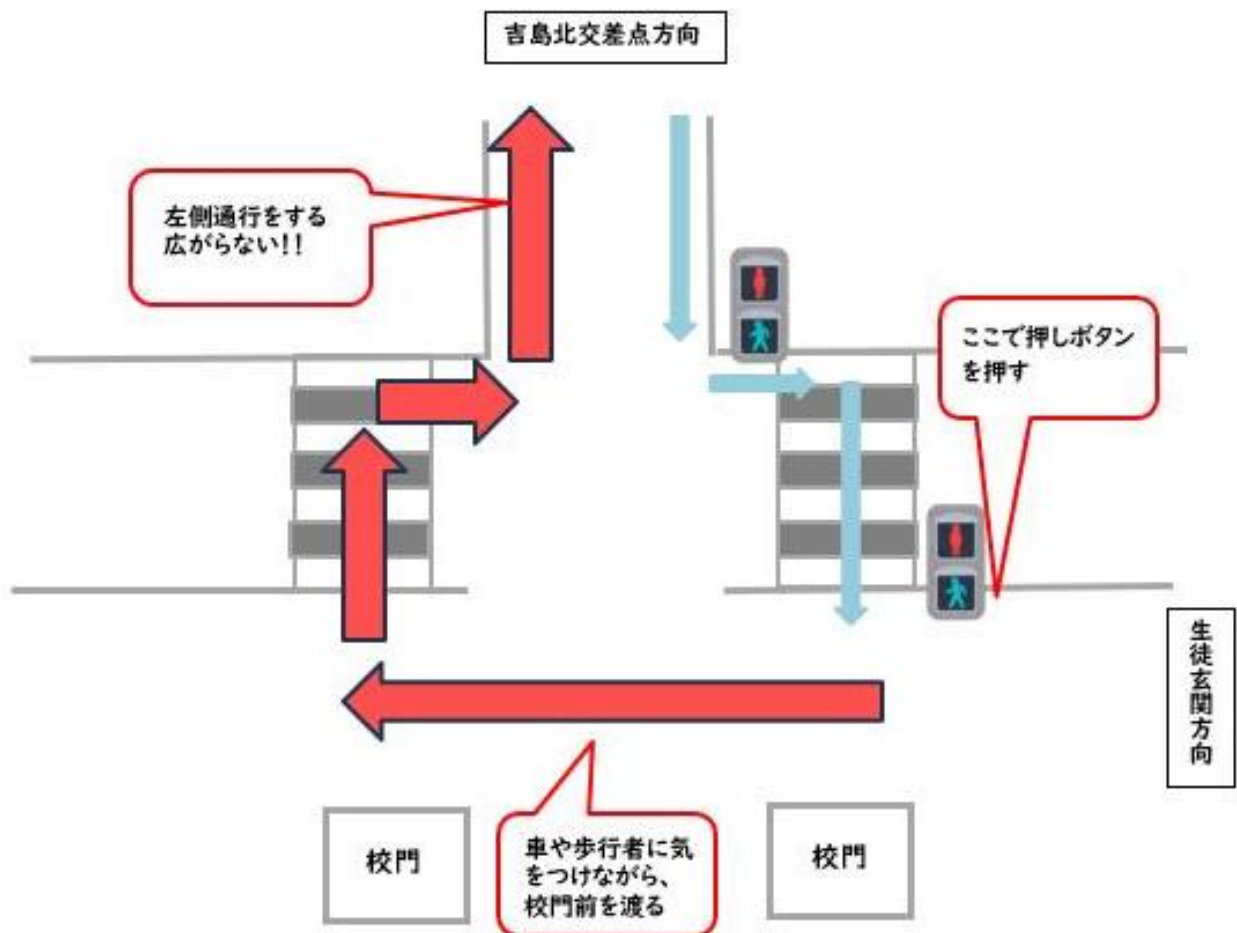 吉島北交差点方向
左側通行をする
広がらない!!
ここで押しボタン
を押す
生徒玄関方向
校門
車や歩行者に気
をつけながら、
校門前を渡る
校門